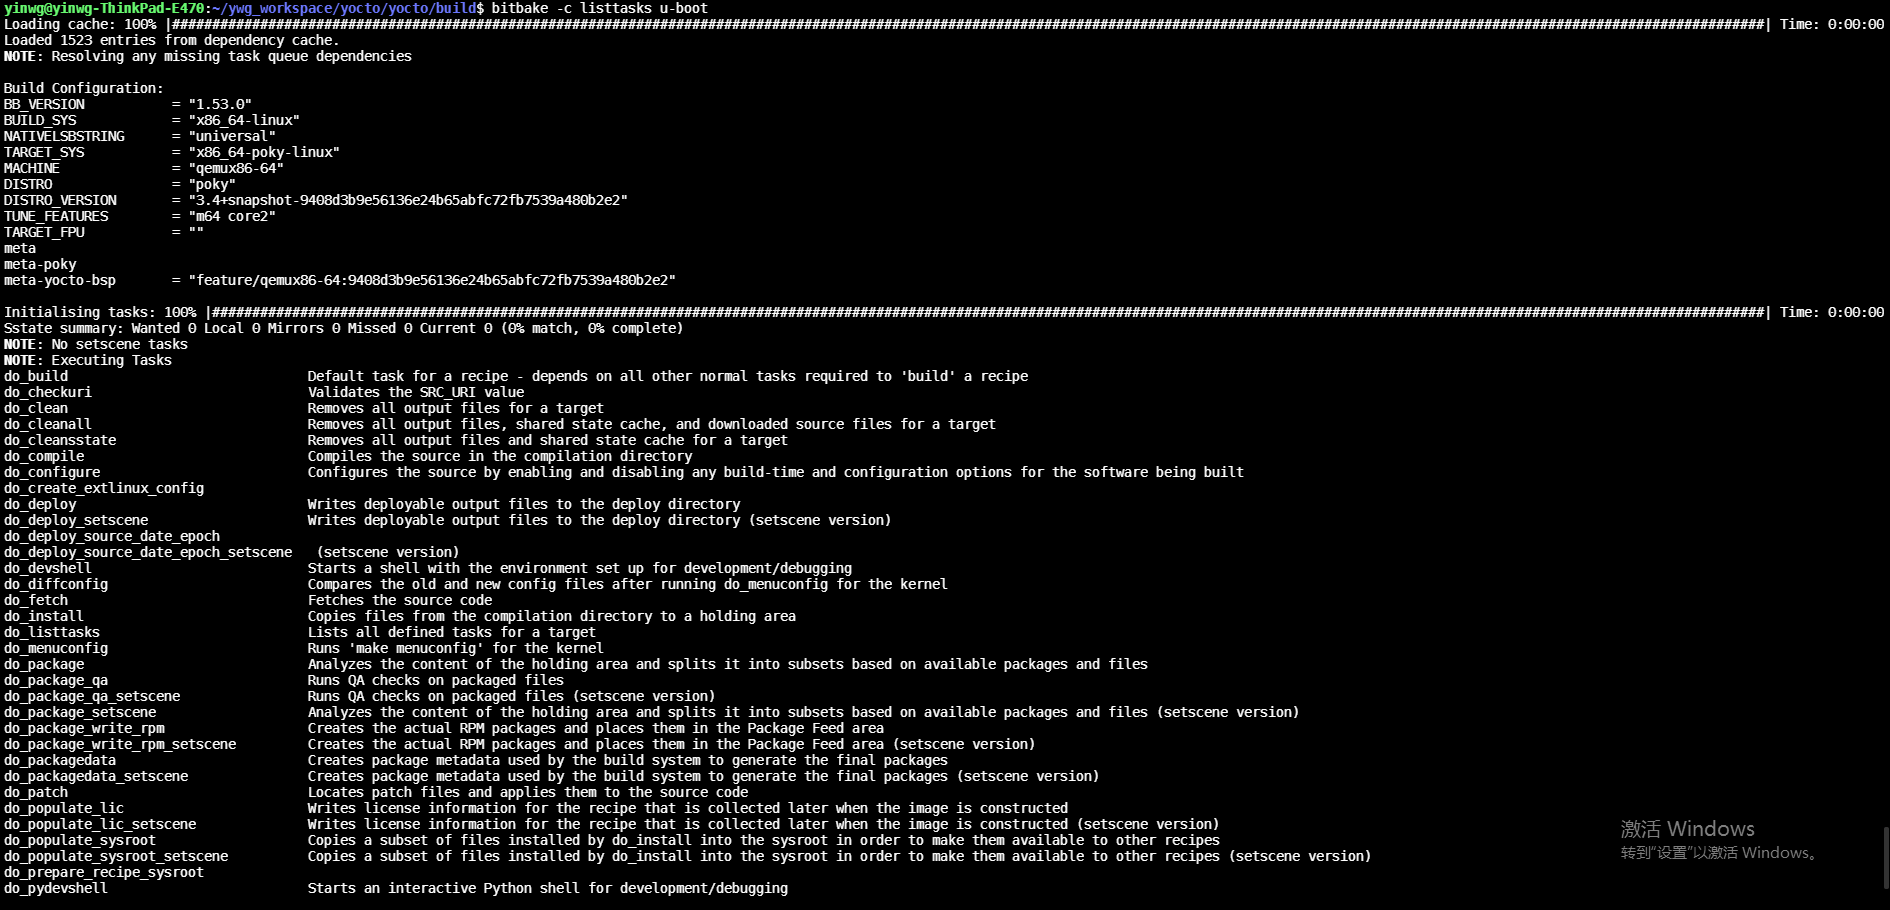 yinwg@yinwg-ThinkPad-E470:~/ywg_workspace/yocto/yocto/build$ bitbake -c listtasks u-boot
Loading cache: 100% |###################################################################################################################################################################################################| Time: 0:00:00
Loaded 1523 entries from dependency cache.
NOTE: Resolving any missing task queue dependencies
Build Configuration:
BB_VERSION           = "1.53.0"
BUILD_SYS            = "x86_64-linux"
NATIVELSBSTRING      = "universal"
TARGET_SYS           = "x86_64-poky-linux"
MACHINE              = "qemux86-64"
DISTRO               = "poky"
DISTRO_VERSION       = "3.4+snapshot-9408d3b9e56136e24b65abfc72fb7539a480b2e2"
TUNE_FEATURES        = "m64 core2"
TARGET_FPU           = ""
meta
meta-poky
meta-yocto-bsp       = "feature/qemux86-64:9408d3b9e56136e24b65abfc72fb7539a480b2e2"
Initialising tasks: 100% |##############################################################################################################################################################################################| Time: 0:00:00
Sstate summary: Wanted 0 Local 0 Mirrors 0 Missed 0 Current 0 (0% match, 0% complete)
NOTE: No setscene tasks
NOTE: Executing Tasks
do_build                              Default task for a recipe - depends on all other normal tasks required to 'build' a recipe
do_checkuri                           Validates the SRC_URI value
do_clean                              Removes all output files for a target
do_cleanall                           Removes all output files, shared state cache, and downloaded source files for a target
do_cleansstate                        Removes all output files and shared state cache for a target
do_compile                            Compiles the source in the compilation directory
do_configure                          Configures the source by enabling and disabling any build-time and configuration options for the software being built
do_create_extlinux_config
do_deploy                             Writes deployable output files to the deploy directory
do_deploy_setscene                    Writes deployable output files to the deploy directory (setscene version)
do_deploy_source_date_epoch
do_deploy_source_date_epoch_setscene   (setscene version)
do_devshell                           Starts a shell with the environment set up for development/debugging
do_diffconfig                         Compares the old and new config files after running do_menuconfig for the kernel
do_fetch                              Fetches the source code
do_install                            Copies files from the compilation directory to a holding area
do_listtasks                          Lists all defined tasks for a target
do_menuconfig                         Runs 'make menuconfig' for the kernel
do_package                            Analyzes the content of the holding area and splits it into subsets based on available packages and files
do_package_qa                         Runs QA checks on packaged files
do_package_qa_setscene                Runs QA checks on packaged files (setscene version)
do_package_setscene                   Analyzes the content of the holding area and splits it into subsets based on available packages and files (setscene version)
do_package_write_rpm                  Creates the actual RPM packages and places them in the Package Feed area
do_package_write_rpm_setscene         Creates the actual RPM packages and places them in the Package Feed area (setscene version)
do_packagedata                        Creates package metadata used by the build system to generate the final packages
do_packagedata_setscene               Creates package metadata used by the build system to generate the final packages (setscene version)
do_patch                              Locates patch files and applies them to the source code
do_populate_lic                       Writes license information for the recipe that is collected later when the image is constructed
do_populate_lic_setscene              Writes license information for the recipe that is collected later when the image is constructed (setscene version)
do_populate_sysroot                   Copies a subset of files installed by do_install into the sysroot in order to make them available to other recipes
do_populate_sysroot_setscene          Copies a subset of files installed by do_install into the sysroot in order to make them available to other recipes (setscene version)
do_prepare_recipe_sysroot
do_pydevshell                         Starts an interactive Python shell for development/debugging
激活 Windows
转到“设置”以激活 Windows。